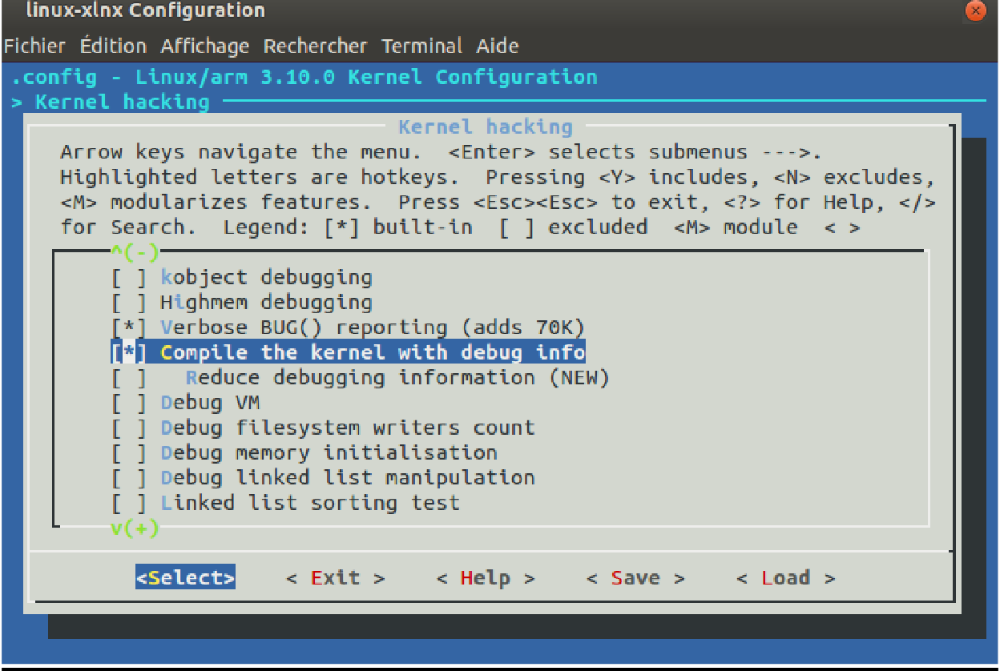 linux-xlnx Configuration
Fichier Édition Affichage Rechercher Terminal Aide
.config - Linux/arm 3.10.0 Kernel Configuration
> Kernel hacking
Kernel hacking
Arrow keys navigate the menu.  <Enter> selects submenus --->.
Highlighted letters are hotkeys.  Pressing <Y> includes, <N> excludes,
<M> modularizes features.  Press <Esc><Esc> to exit, <?> for Help, </>
for Search.  Legend: [*] built-in  [ ] excluded  <M> module  < >
^(-)
[ ] kobject debugging
[ ] Highmem debugging
[*] Verbose BUG() reporting (adds 70K)
[*] Compile the kernel with debug info
[ ]   Reduce debugging information (NEW)
[ ] Debug VM
[ ] Debug filesystem writers count
[ ] Debug memory initialisation
[ ] Debug linked list manipulation
[ ] Linked list sorting test
v(+)
<Select>    < Exit >    < Help >    < Save >    < Load >